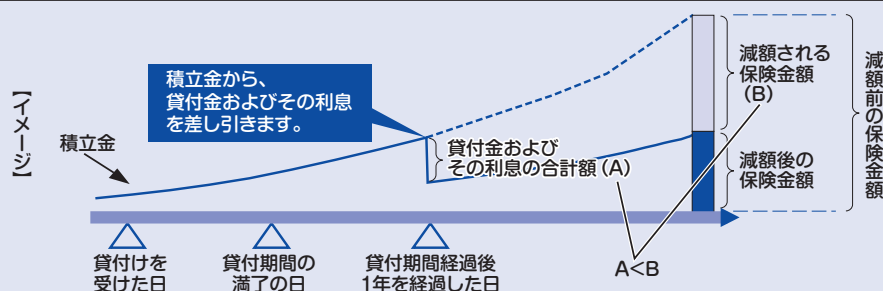 【イメージ】
積立金
積立金から、
貸付金およびその利息
を差し引きます。
貸付金および
その利息の合計額（A）
減額される
保険金額
（B）
減額後の
保険金額
減額前の保険金額
貸付けを
受けた日
貸付期間の
満了の日
貸付期間経過後
1年を経過した日
A<B